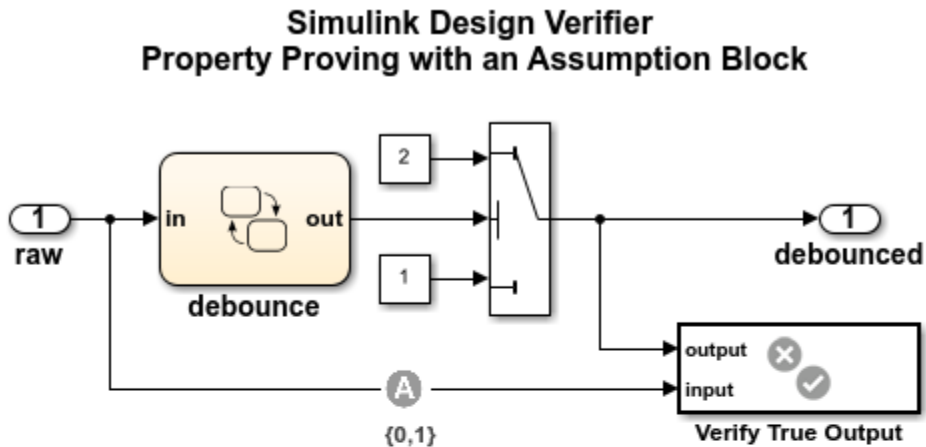 Simulink Design Verifier
Property Proving with an Assumption Block
2
1
in
out
1
raw
debounced
1
debounce
output
A
input
{0,1}
Verify True Output